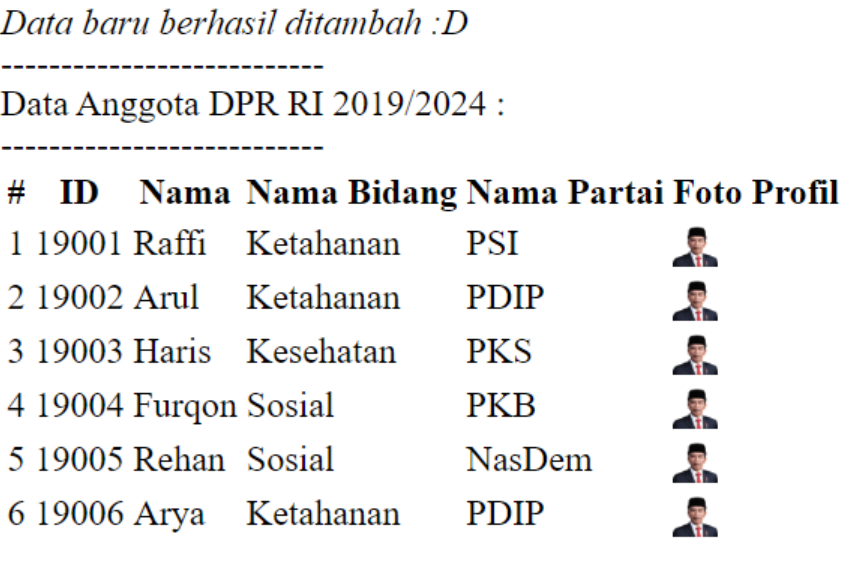 Data baru berhasil ditambah :D
---------------------------
Data Anggota DPR RI 2019/2024 :
---------------------------
# ID Nama Nama Bidang Nama Partai Foto Profil
1 19001 Raffi Ketahanan PSI
2 19002 Arul Ketahanan PDIP
3 19003 Haris Kesehatan PKS
4 19004 Furqon Sosial PKB
5 19005 Rehan Sosial NasDem
6 19006 Arya Ketahanan PDIP